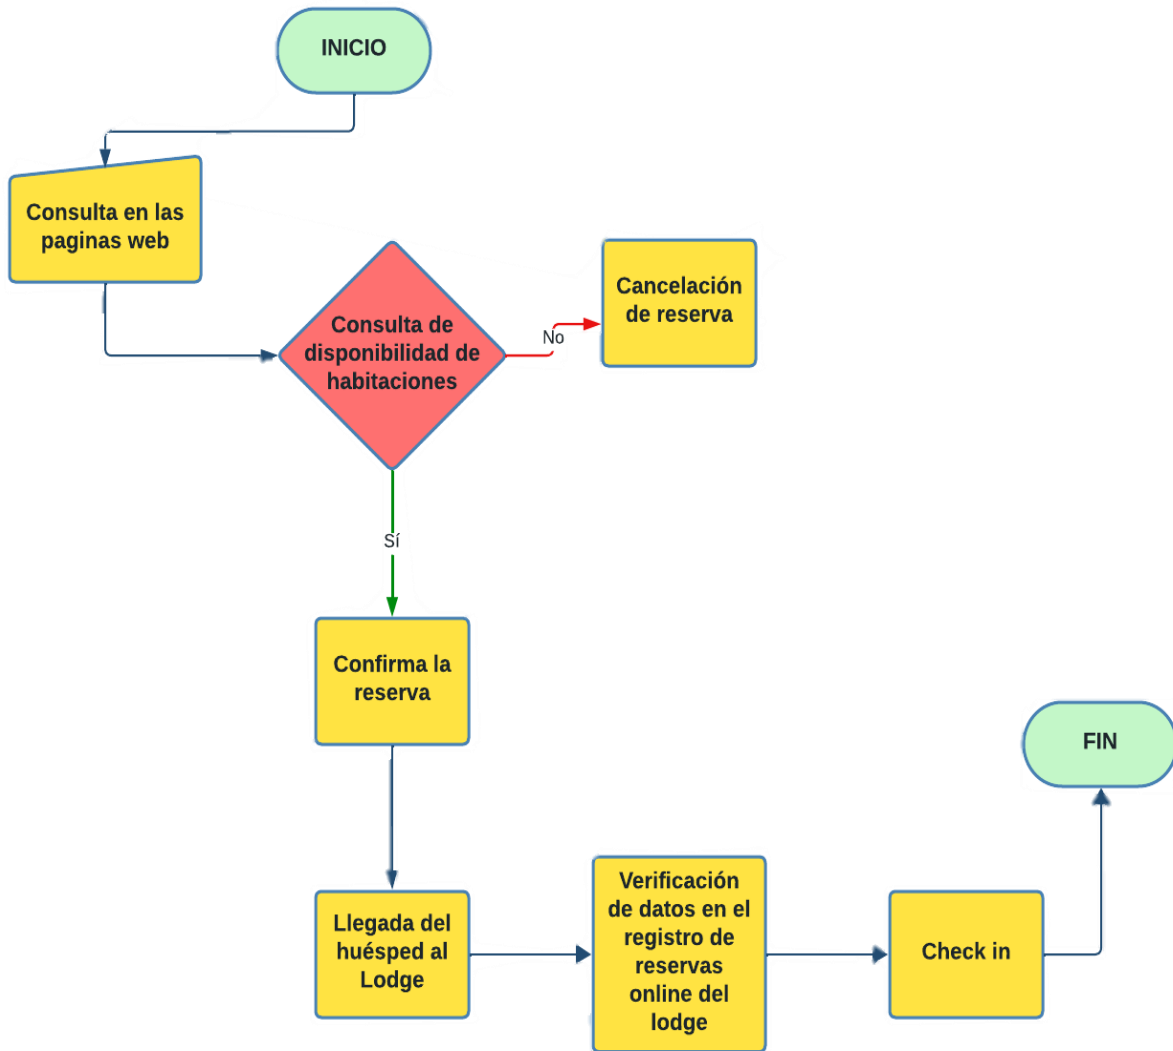 INICIO
Consulta en las
paginas web
Consulta de
disponibilidad de
habitaciones
No
Cancelación
de reserva
Sí
Confirma la
reserva
Llegada del
huésped al
Lodge
Verificación
de datos en el
registro de
reservas
online del
lodge
Check in
FIN